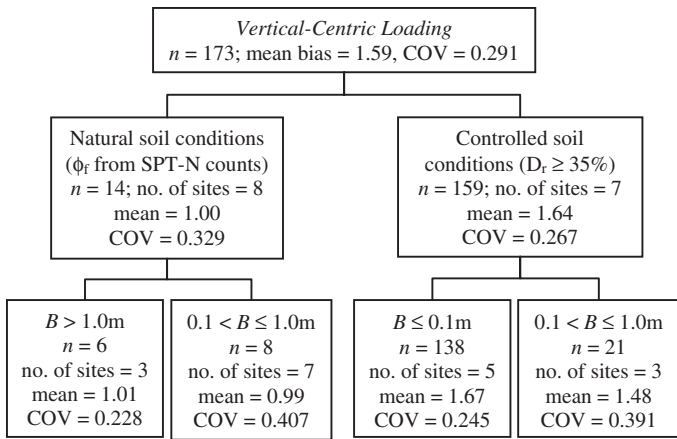 Vertical-Centric Loading
n = 173; mean bias = 1.59, COV = 0.291
Natural soil conditions
(ϕf from SPT-N counts)
n = 14; no. of sites = 8
mean = 1.00
COV = 0.329
Controlled soil
conditions (Dr ≥ 35%)
n = 159; no. of sites = 7
mean = 1.64
COV = 0.267
B > 1.0m
n = 6
no. of sites = 3
mean = 1.01
COV = 0.228
0.1 < B ≤ 1.0m
n = 8
no. of sites = 7
mean = 0.99
COV = 0.407
B ≤ 0.1m
n = 138
no. of sites = 5
mean = 1.67
COV = 0.245
0.1 < B ≤ 1.0m
n = 21
no. of sites = 3
mean = 1.48
COV = 0.391